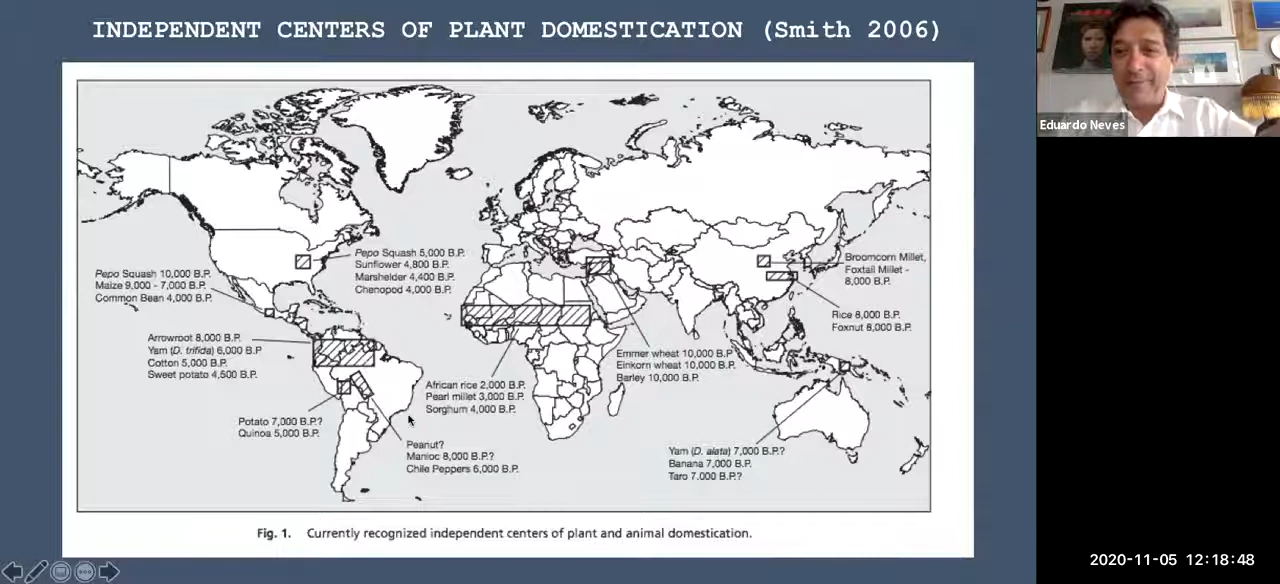 INDEPENDENT CENTERS OF PLANT DOMESTICATION (Smith 2006)
Eduardo Neves
Pepo Squash 5,000 B.P.
Sunflower 4,800 B.P.
Marshelder 4,400 B.P.
Chenopod 4,000 B.P.
Pepo Squash 10,000 B.P.
Maize 9,000 - 7,000 B.P.
Common Bean 4,000 B.P.
Broomcorn Millet,
Foxtail Millet -
8,000 B.P.
Rice 8,000 B.P.
Foxnut 8,000 B.P.
Arrowroot 8,000 B.P.
Yam (D. trifida) 6,000 B.P
Cotton 5,000 B.P.
Sweet potato 4,500 B.P.
Emmer wheat 10,000 B.P
Einkorn wheat 10,000 B.P.
Barley 10,000 B.P.
African rice 2,000 B.P.
Pearl millet 3,000 B.P.
Sorghum 4,000 B.P.
Potato 7,000 B.P.?
Quinoa 5,000 B.P.
Peanut?
Manioc 8,000 B.P.?
Chile Peppers 6,000 B.P.
Yam (D. alata) 7,000 B.P.?
Banana 7,000 B.P.
Taro 7,000 B.P.?
Fig. 1. Currently recognized independent centers of plant and animal domestication.
2020-11-05 12:18:48